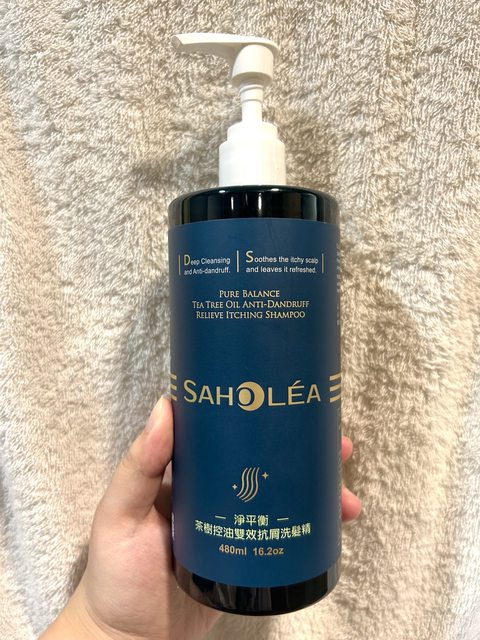 Deep Cleansing
and Anti-dandruff.
Soothes the itchy scalp
and leaves it refreshed.
PURE BALANCE
TEA TREE OIL ANTI-DANDRUFF
RELIEVE ITCHING SHAMPOO
SAHOLÉA
— 淨平衡 —
茶樹控油雙效抗屑洗髮精
480ml 16.2oz